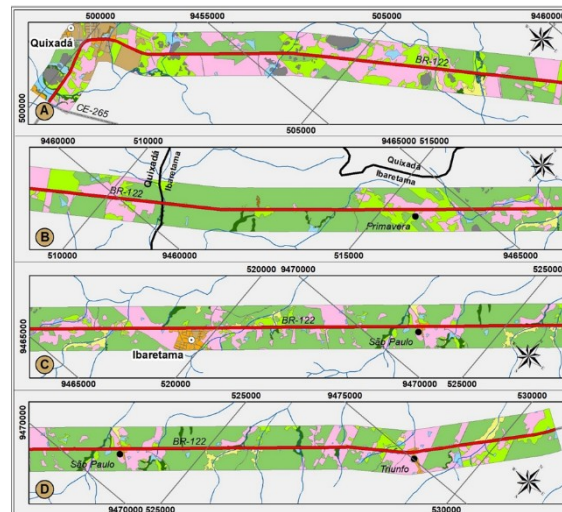 500000 9455000 505000 9460000
Quixadá
BR-122
500000
CE-265
A
505000
9460000 510000 9465000 515000
Quixadá
Ibaretama
Quixadá
Ibaretama
BR-122
Primavera
B
510000 9460000 515000 9465000
520000 9470000 525000
BR-122
9465000
Ibaretama
São Paulo
C
9465000 520000 9470000 525000
9470000 525000 9475000 530000
BR-122
São Paulo
Triunfo
D
9470000 525000 530000